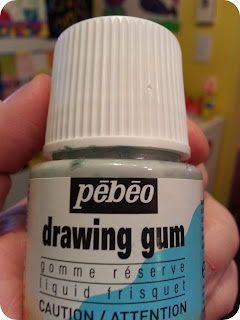 pēbēo
drawing gum
gomme réserve
liquid frisquet
CAUTION / ATTENTION